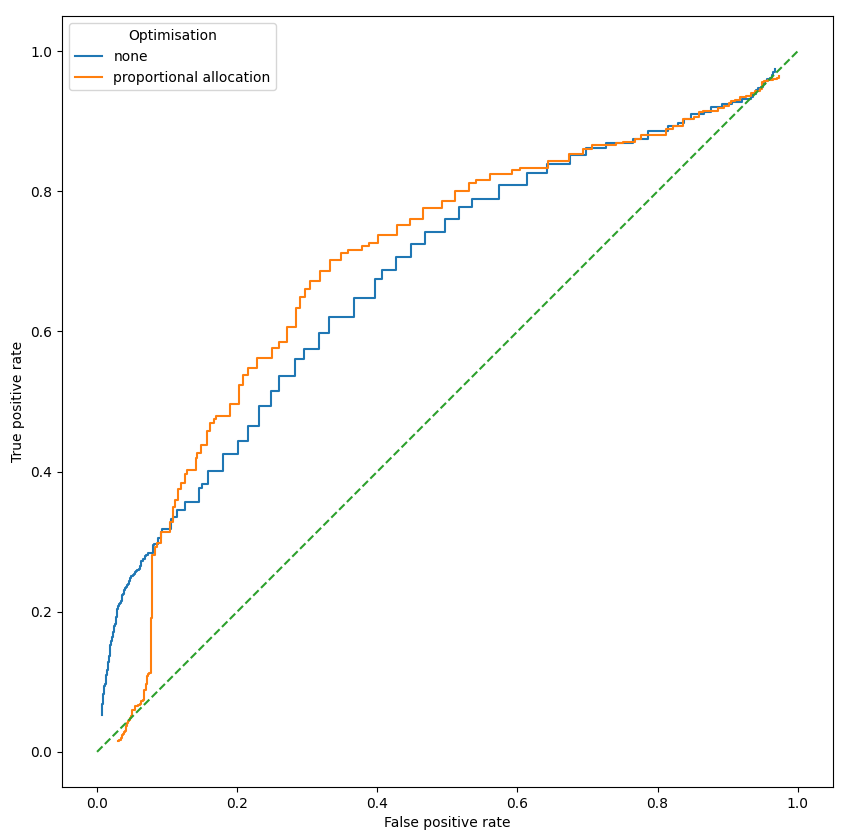 Optimisation
none
proportional allocation
1.0
0.8
0.6
0.4
0.2
0.0
True positive rate
0.0 0.2 0.4 0.6 0.8 1.0
False positive rate